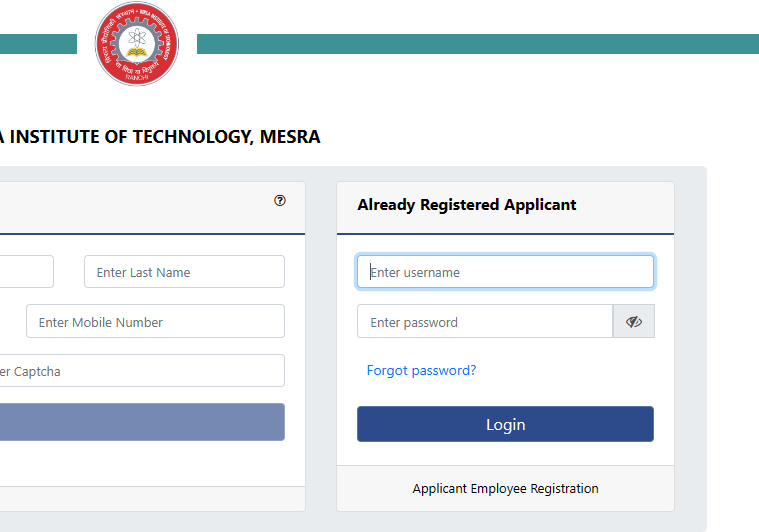 RANCHI
INSTITUTE OF TECHNOLOGY, MESRA
Already Registered Applicant
Enter Last Name
Enter username
Enter Mobile Number
Enter password
er Captcha
Forgot password?
Login
Applicant Employee Registration